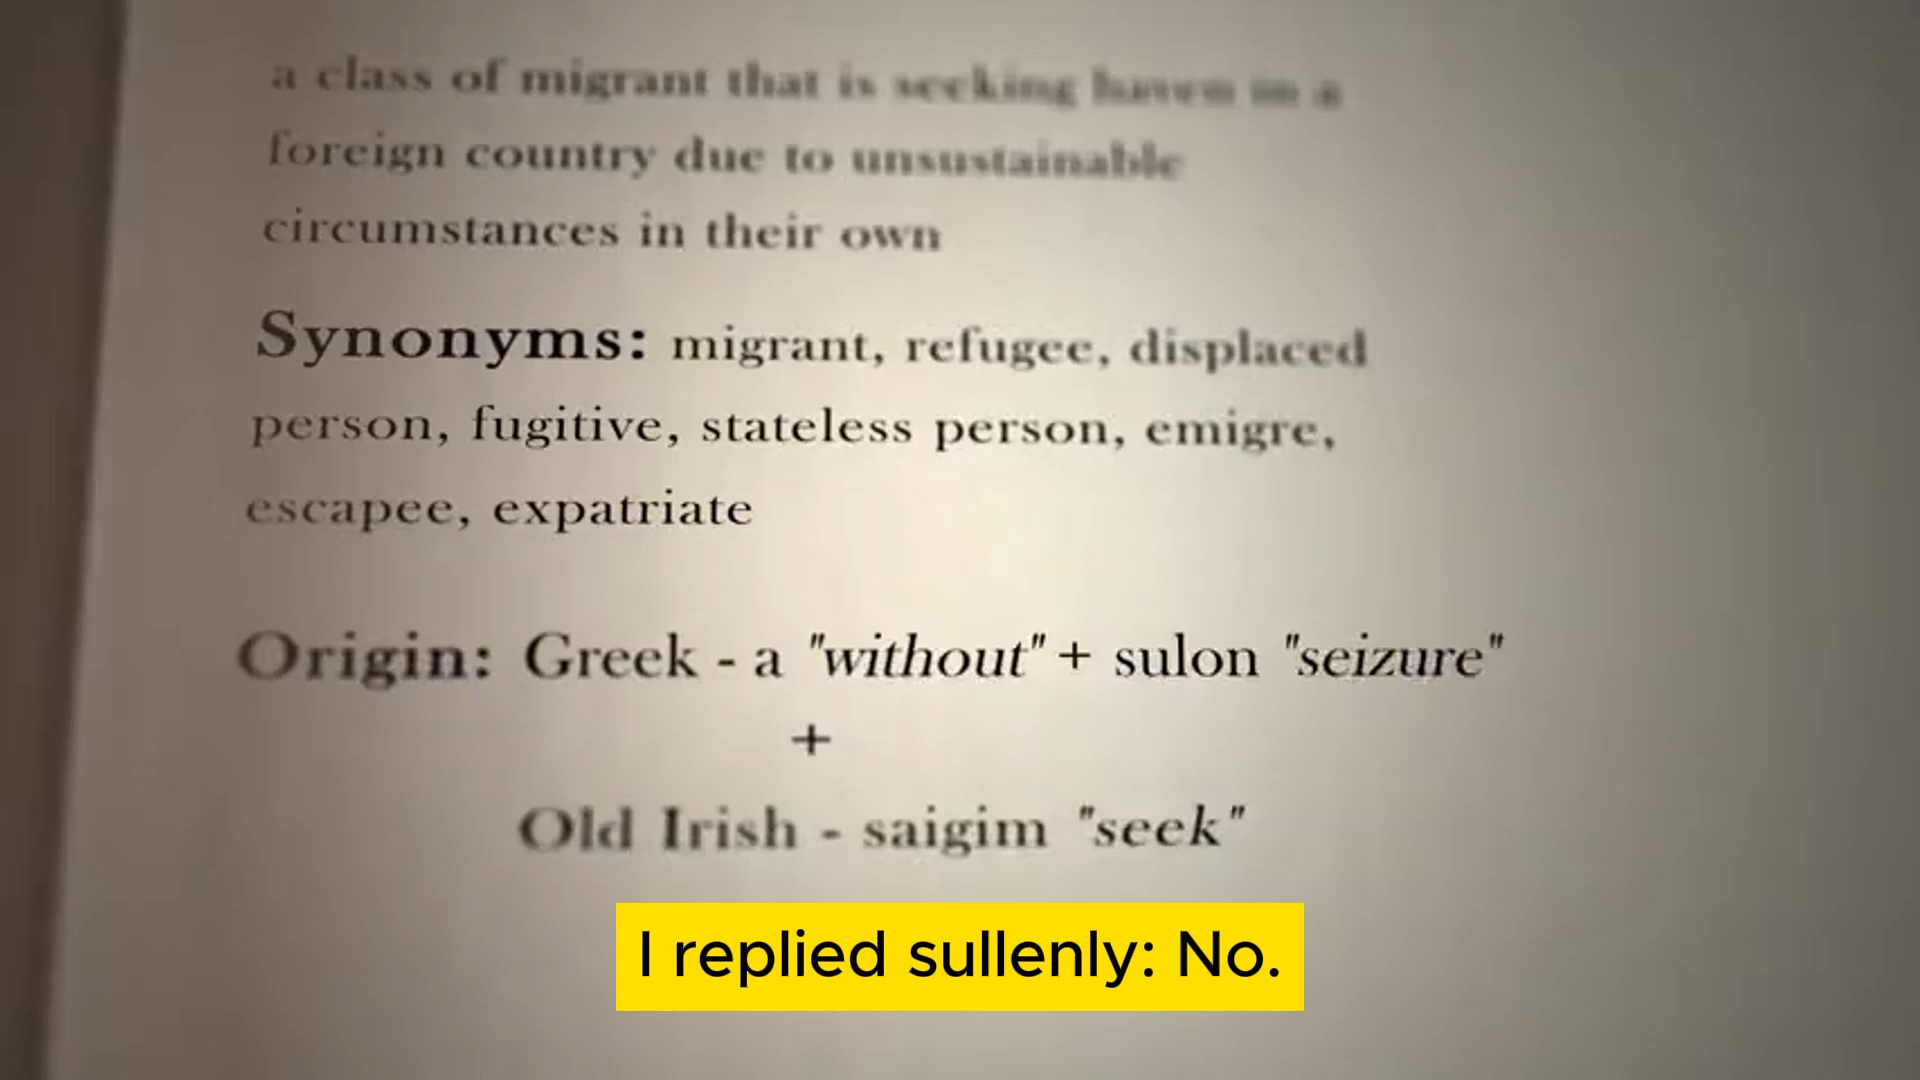 a class of migrant that is seeking haven in a
foreign country due to unsustainable
circumstances in their own
Synonyms: migrant, refugee, displaced
person, fugitive, stateless person, emigre,
escapee, expatriate
Origin: Greek - a "without" + sulon "seizure"
+
Old Irish - saigim "seek"
I replied sullenly: No.